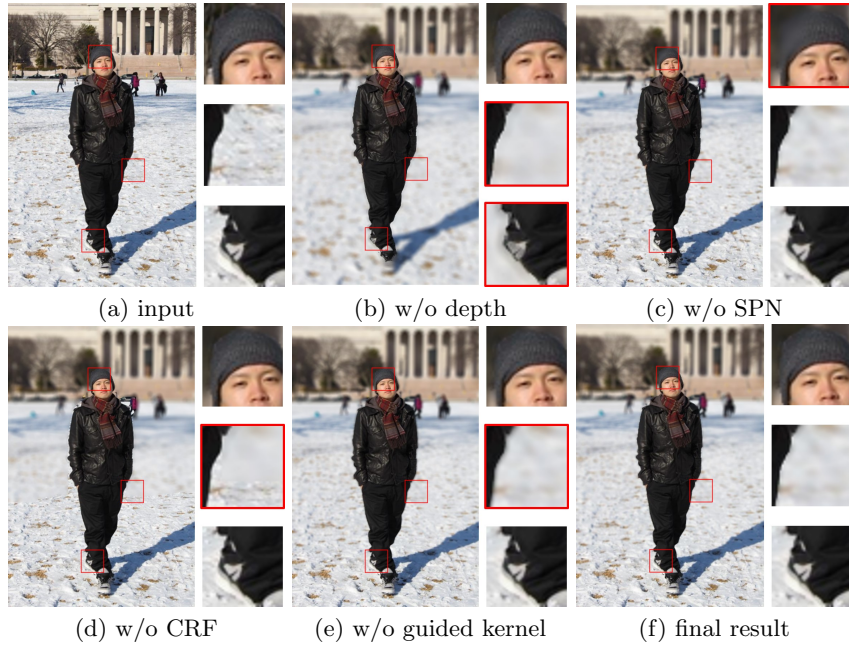 (a) input
(b) w/o depth
(c) w/o SPN
(d) w/o CRF
(e) w/o guided kernel
(f) final result